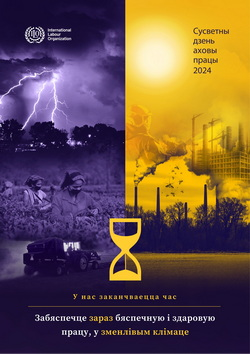 International
Labour
Organization
Сусветны
дзень
аховы
працы
2024
У нас заканчваецца час
Забяспечце зараз бяспечную і здаровую
працу, у зменлівым клімаце